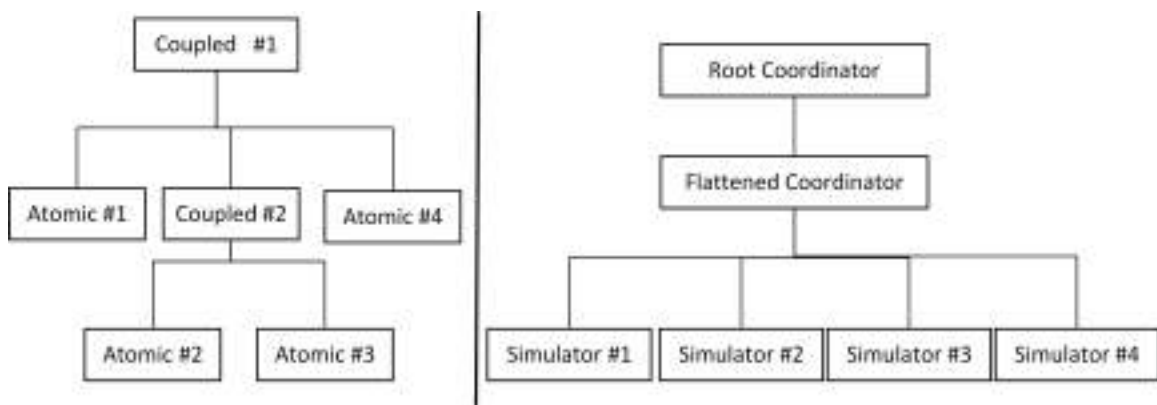 Coupled #1
Atomic #1
Coupled #2
Atomic #4
Atomic #2
Atomic #3
Root Coordinator
Flattened Coordinator
Simulator #1
Simulator #2
Simulator #3
Simulator #4